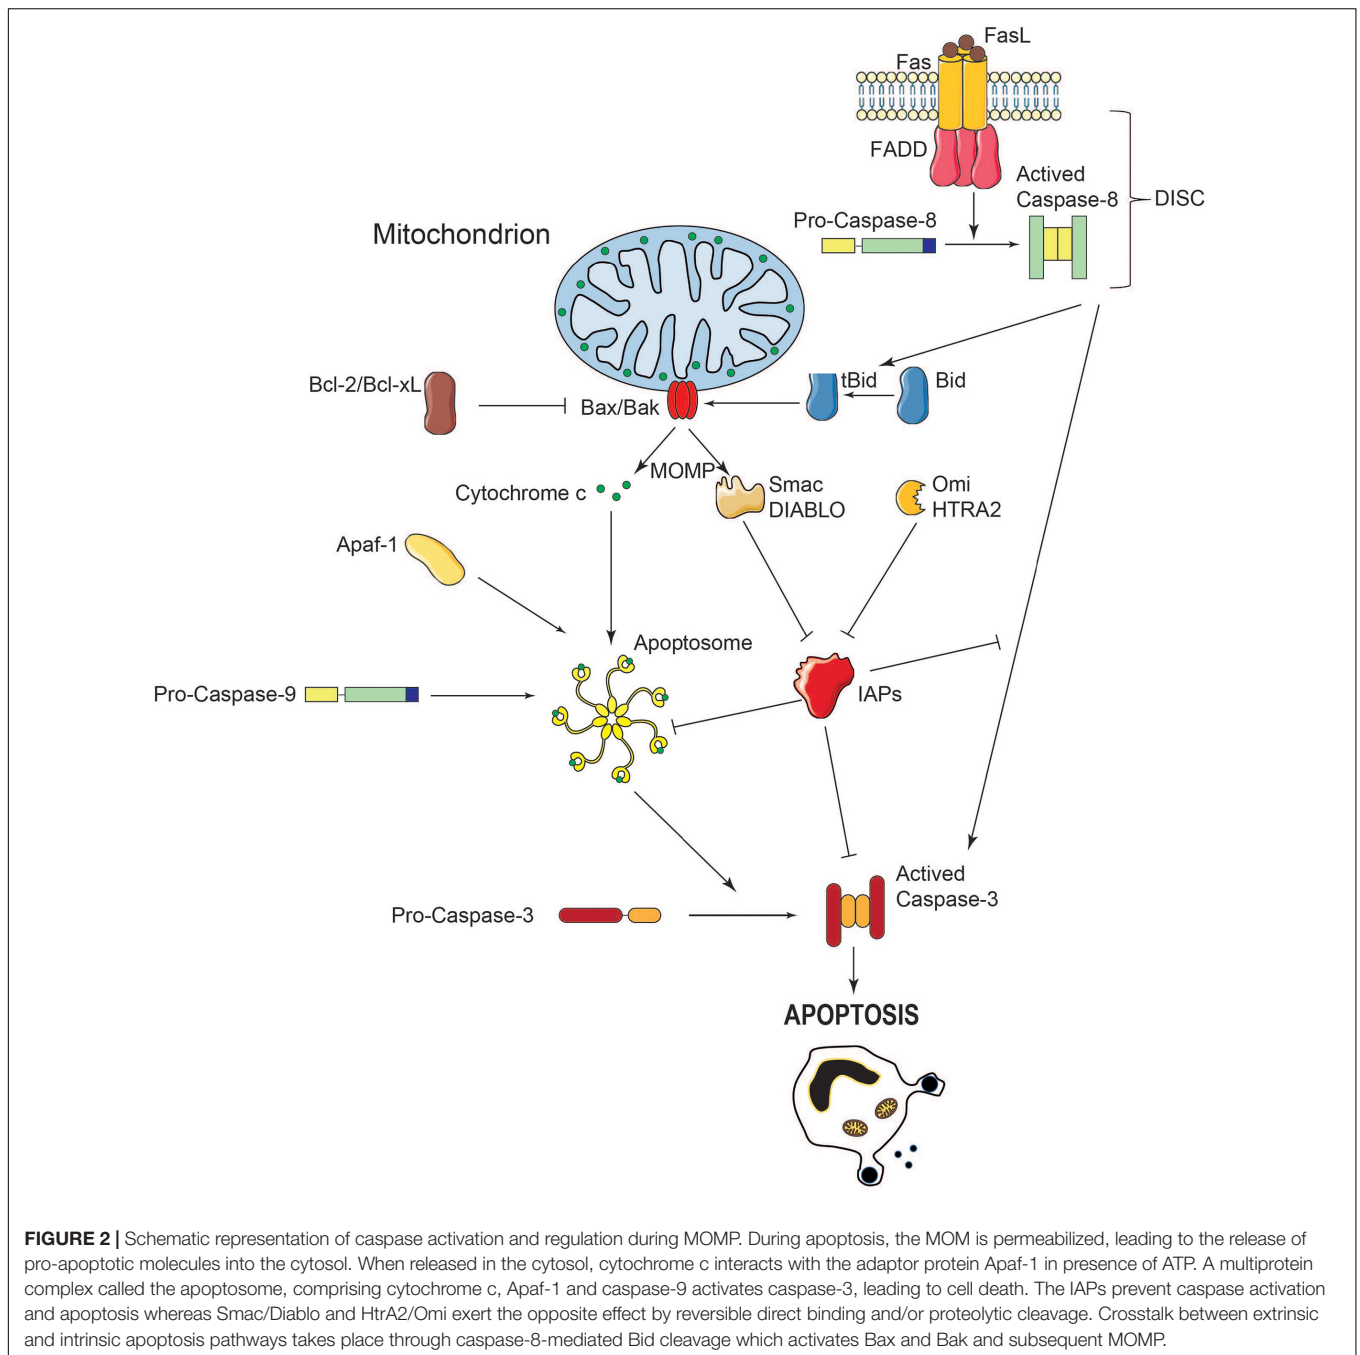 FasL
Fas
FADD
Actived
Caspase-8
DISC
Pro-Caspase-8
Mitochondrion
Bcl-2/Bcl-xL
Bax/Bak
tBid
Bid
MOMP
Cytochrome c
Smac
DIABLO
Omi
HTRA2
Apaf-1
Apoptosome
Pro-Caspase-9
IAPs
Actived
Caspase-3
Pro-Caspase-3
APOPTOSIS
FIGURE 2 | Schematic representation of caspase activation and regulation during MOMP. During apoptosis, the MOM is permeabilized, leading to the release of
pro-apoptotic molecules into the cytosol. When released in the cytosol, cytochrome c interacts with the adaptor protein Apaf-1 in presence of ATP. A multiprotein
complex called the apoptosome, comprising cytochrome c, Apaf-1 and caspase-9 activates caspase-3, leading to cell death. The IAPs prevent caspase activation
and apoptosis whereas Smac/Diablo and HtrA2/Omi exert the opposite effect by reversible direct binding and/or proteolytic cleavage. Crosstalk between extrinsic
and intrinsic apoptosis pathways takes place through caspase-8-mediated Bid cleavage which activates Bax and Bak and subsequent MOMP.